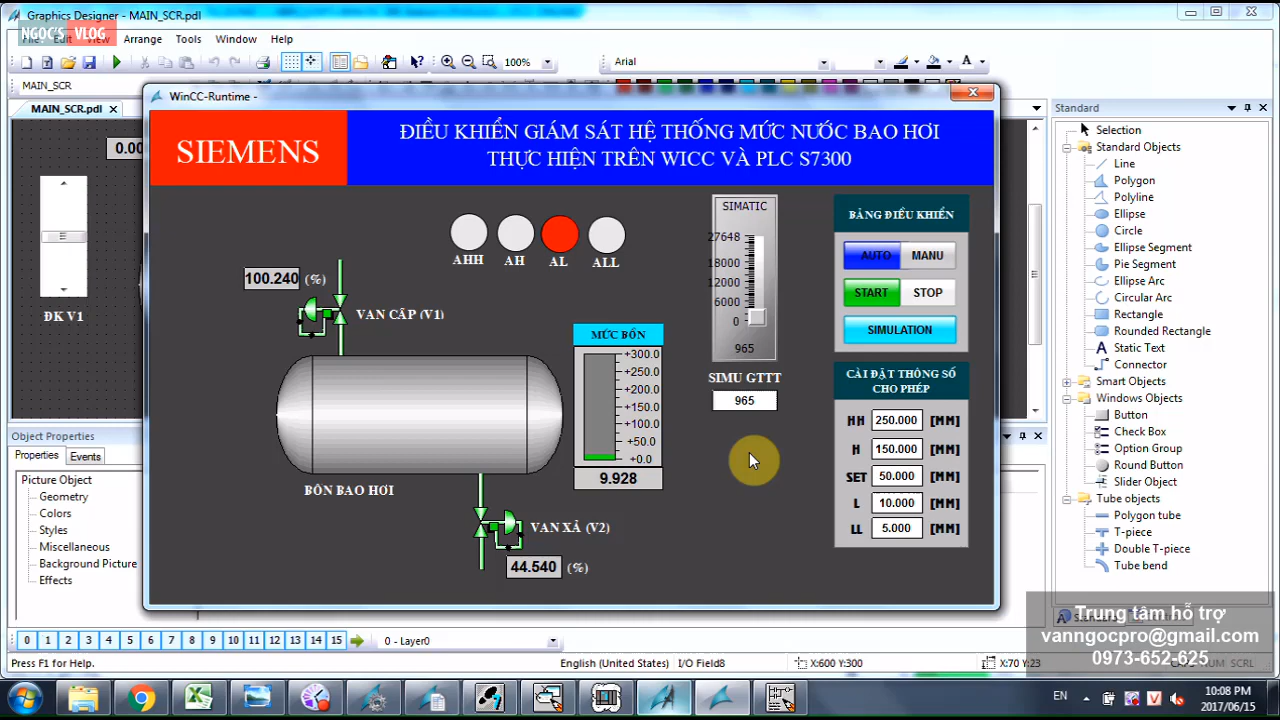 Graphics Designer - MAIN_SCR.pdl
NGOC'S VLOG
File Edit View Arrange Tools Window Help
100%
Arial
MAIN_SCR
MAIN_SCR.pdl
WinCC-Runtime -
SIEMENS
ĐIỀU KHIỂN GIÁM SÁT HỆ THỐNG MỨC NƯỚC BAO HƠI
THỰC HIỆN TRÊN WICC VÀ PLC S7300
0.00
ĐK V1
AHH
AH
AL
ALL
100.240 (%)
VAN CẤP (V1)
BỒN BAO HƠI
VAN XẢ (V2)
44.540 (%)
MỨC BỒN
+300.0
+250.0
+200.0
+150.0
+100.0
+50.0
+0.0
9.928
SIMATIC
27648
18000
12000
6000
0
965
SIMU GTTT
965
BẢNG ĐIỀU KHIỂN
AUTO MANU
START STOP
SIMULATION
CÀI ĐẶT THÔNG SỐ
CHO PHÉP
HH 250.000 [MM]
H 150.000 [MM]
SET 50.000 [MM]
L 10.000 [MM]
LL 5.000 [MM]
Standard
Selection
Standard Objects
Line
Polygon
Polyline
Ellipse
Circle
Ellipse Segment
Pie Segment
Ellipse Arc
Circular Arc
Rectangle
Rounded Rectangle
Static Text
Connector
Smart Objects
Windows Objects
Button
Check Box
Option Group
Round Button
Slider Object
Tube objects
Polygon tube
T-piece
Double T-piece
Tube bend
Object Properties
Properties Events
Picture Object
Geometry
Colors
Styles
Miscellaneous
Background Picture
Effects
0 1 2 3 4 5 6 7 8 9 10 11 12 13 14 15
0 - Layer0
Press F1 for Help.
English (United States)
I/O Field8
X:600 Y:300
X:70 Y:23
Trung tâm hỗ trợ
vanngocpro@gmail.com
0973-652-625
EN
10:08 PM
2017/06/15